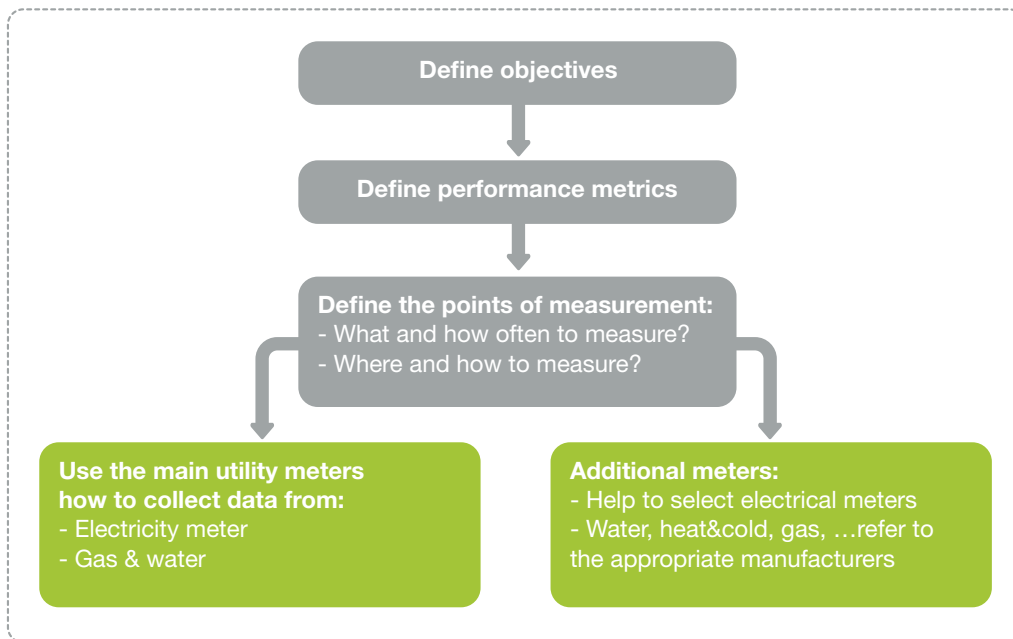 Define objectives
Define performance metrics
Define the points of measurement:
- What and how often to measure?
- Where and how to measure?
Use the main utility meters
how to collect data from:
- Electricity meter
- Gas & water
Additional meters:
- Help to select electrical meters
- Water, heat&cold, gas, …refer to
the appropriate manufacturers